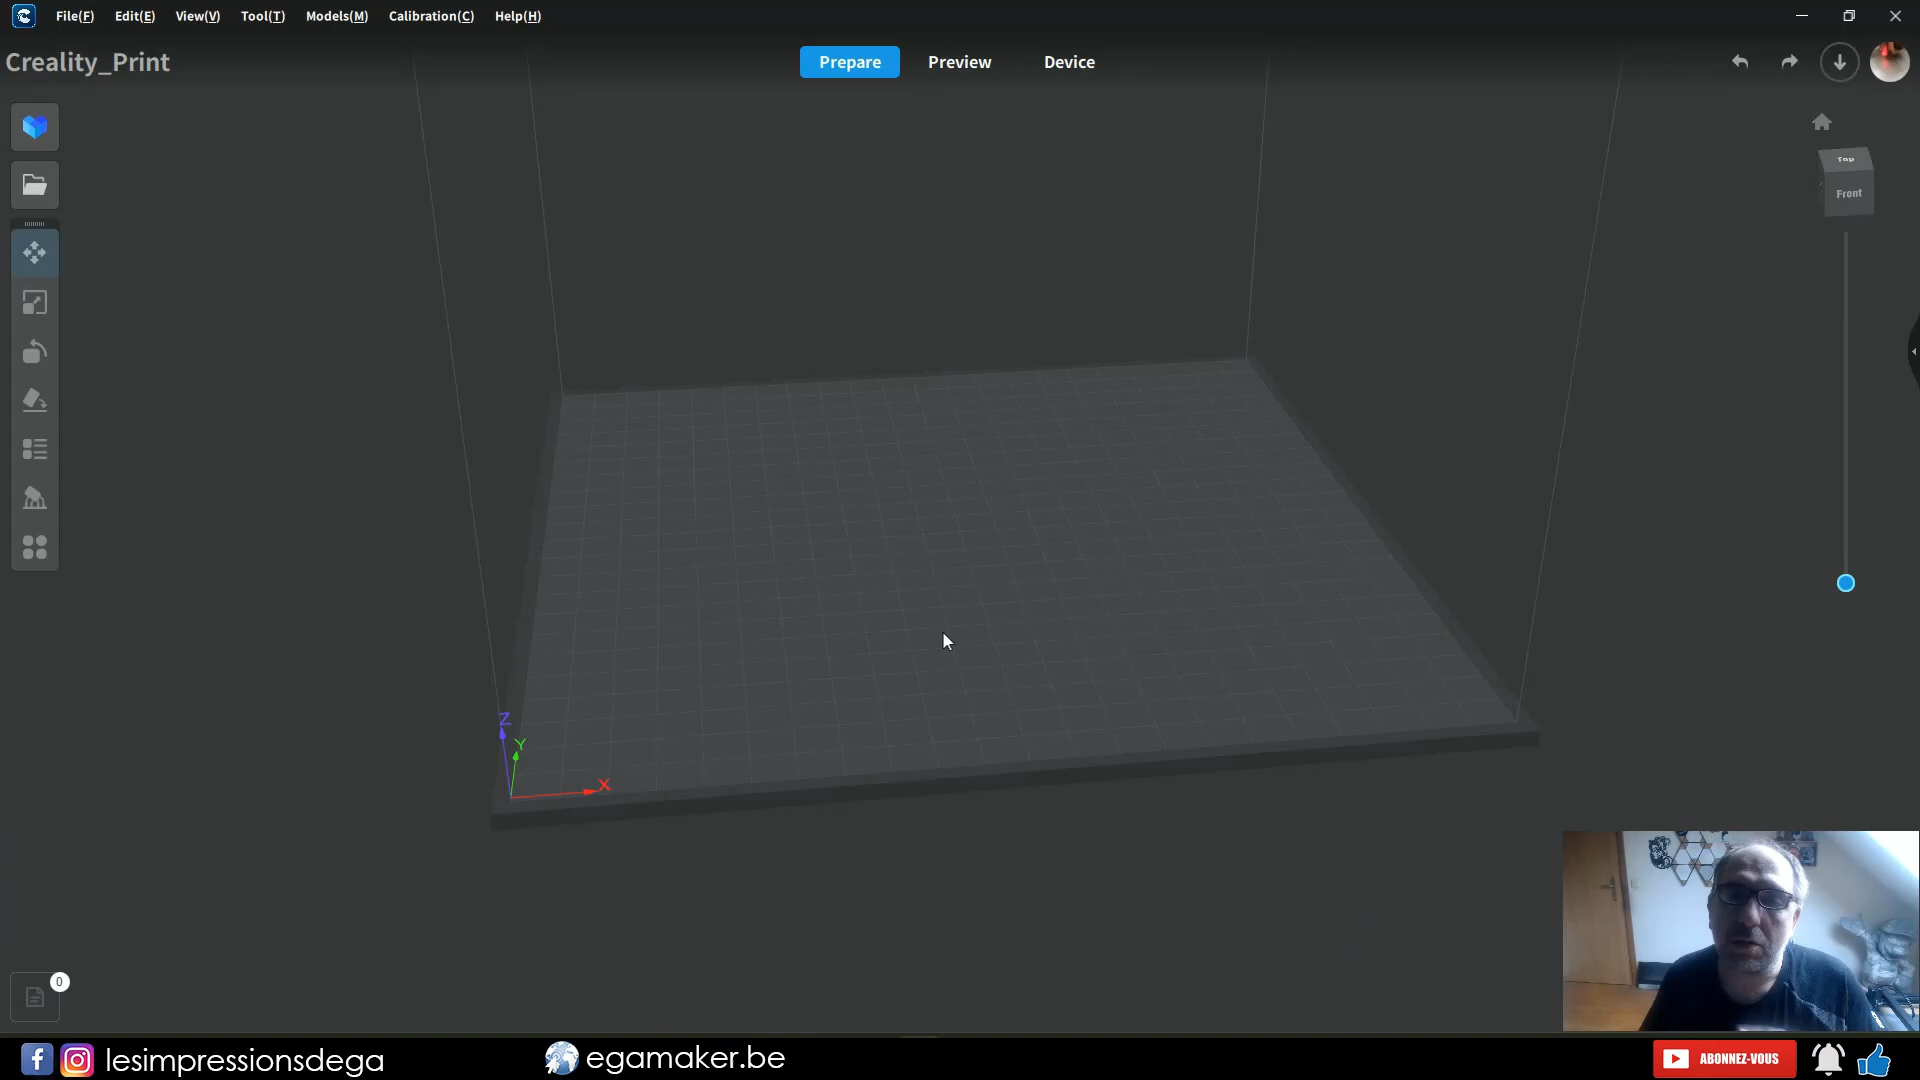 File(F) Edit(E) View(V) Tool(T) Models(M) Calibration(C) Help(H)
Creality_Print
Prepare Preview Device
Top
Front
Z
Y
X
0
lesimpressionsdega
egamaker.be
ABONNEZ-VOUS